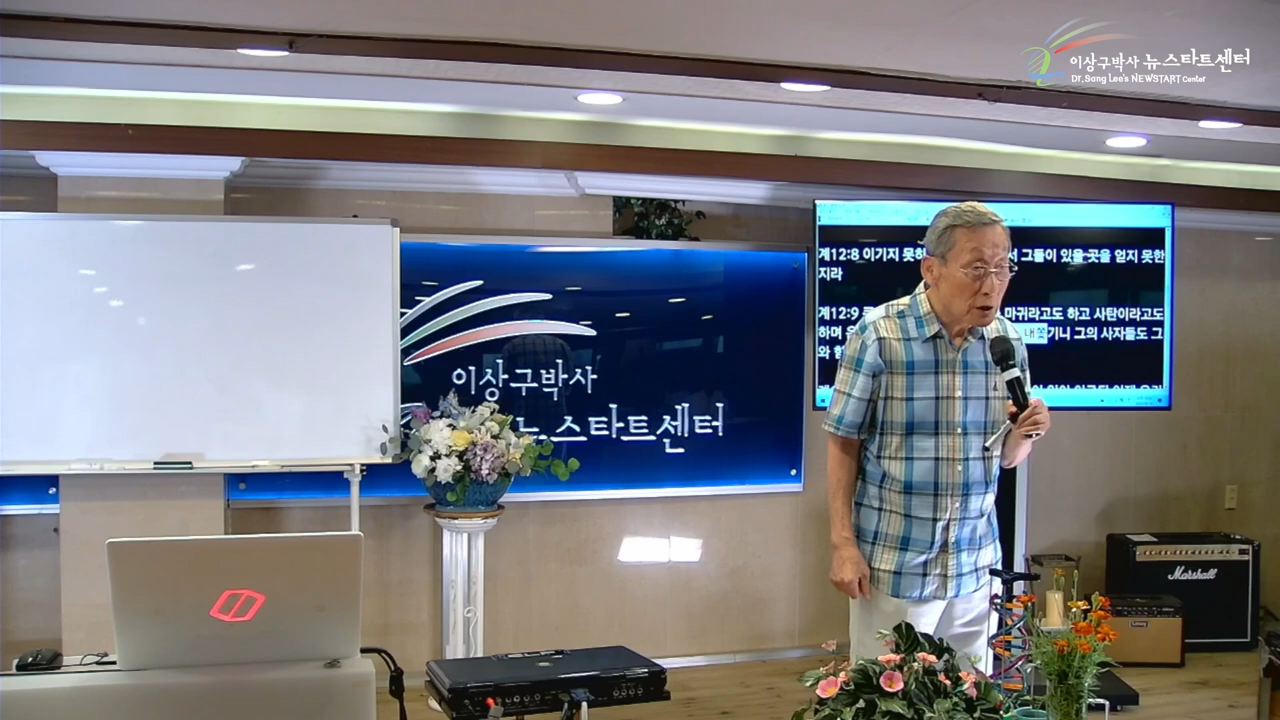 이상구박사 뉴스타트센터
Dr. Sang Lee's NEWSTART Center
계12:8 이기지 못하 서 그들이 있을 곳을 얻지 못한
지라
계12:9 마귀라고도 하고 사탄이라고도
하며 내쫓기니 그의 사자들도 그
와
이상구박사
뉴스타트센터
Marshall